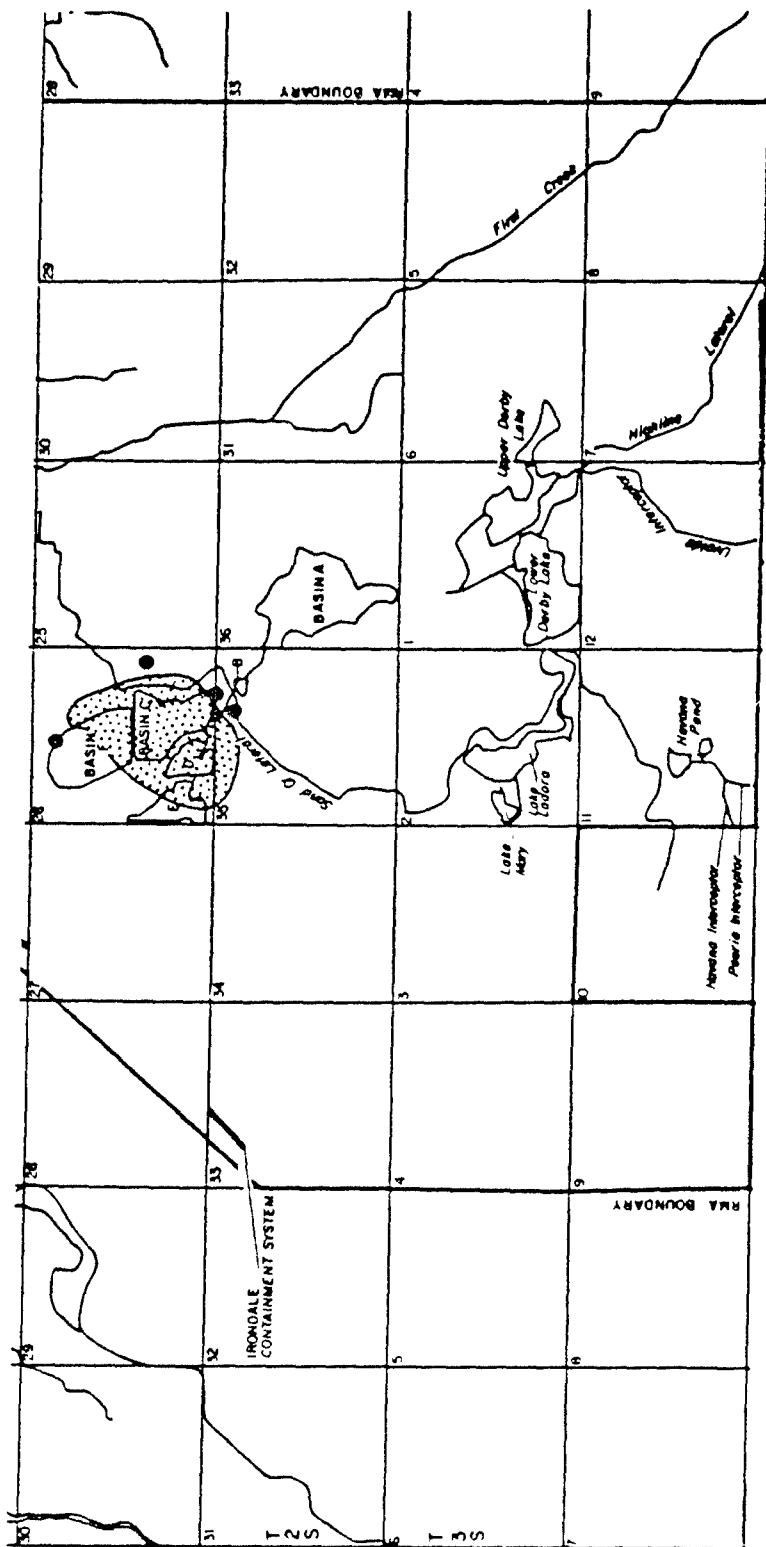 30
29
28
27
26
25
30
29
28
BASIN
F
BASIN C
D
E
31
32
33
34
35
36
31
32
33
B
IRONDALE
CONTAINMENT SYSTEM
Sand Cr Lateral
BASIN A
RMA BOUNDARY
T
2
S
6
5
4
3
2
1
6
5
4
T
3
S
First Creek
Lake
Mary
Lake
Ladora
Lower
Derby Lake
Upper Derby
Lake
7
8
9
10
11
12
7
8
9
RMA BOUNDARY
Havana
Pond
Uvalda Interceptor
Highline Lateral
Havana Interceptor
Peoria Interceptor